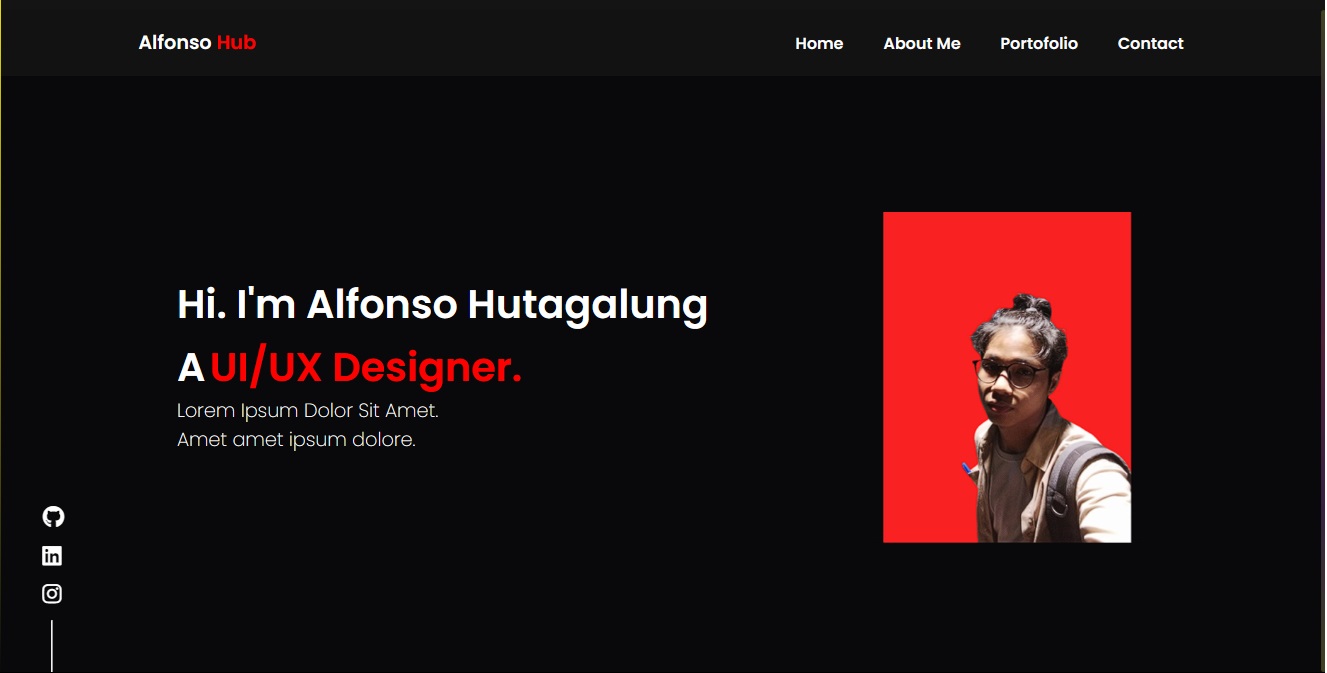 Alfonso Hub
Home About Me Portofolio Contact
Hi. I'm Alfonso Hutagalung
A UI/UX Designer.
Lorem Ipsum Dolor Sit Amet.
Amet amet ipsum dolore.
in